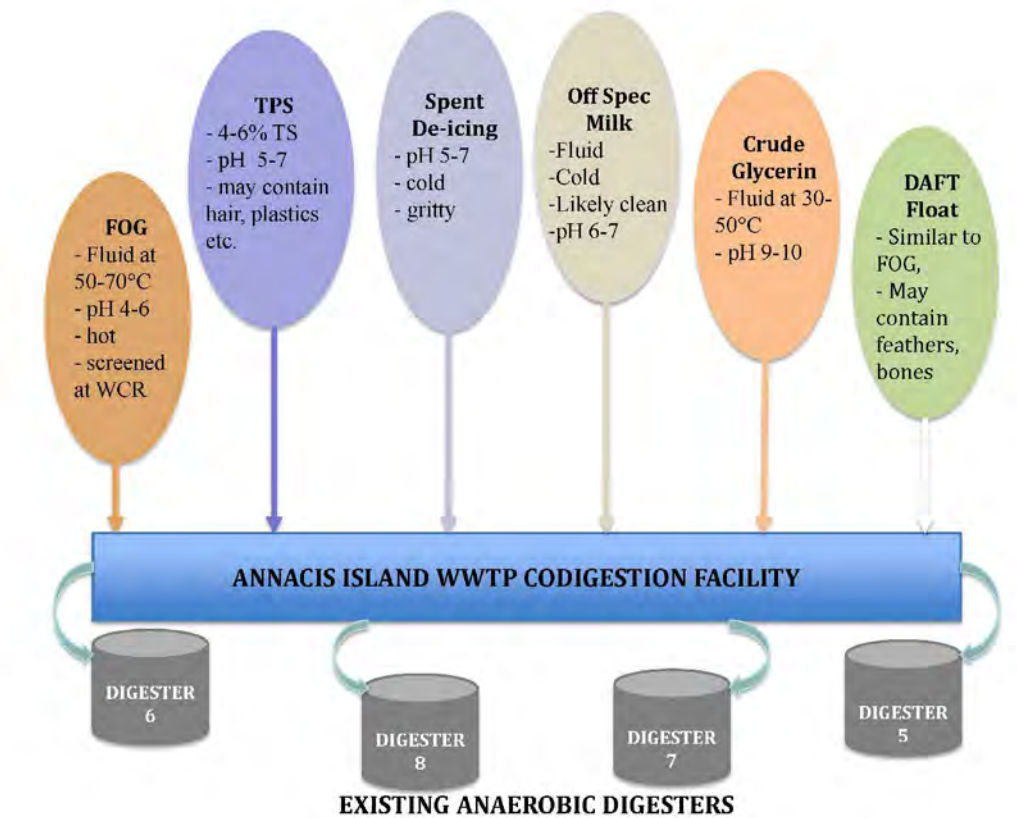 FOG
- Fluid at
50-70°C
- pH 4-6
- hot
- screened
at WCR
TPS
- 4-6% TS
- pH 5-7
- may contain
hair, plastics
etc.
Spent
De-icing
- pH 5-7
- cold
- gritty
Off Spec
Milk
-Fluid
-Cold
-Likely clean
-pH 6-7
Crude
Glycerin
- Fluid at 30-
50°C
- pH 9-10
DAFT
Float
- Similar to
FOG,
- May
contain
feathers,
bones
ANNACIS ISLAND WWTP CODIGESTION FACILITY
DIGESTER
6
DIGESTER
8
DIGESTER
7
DIGESTER
5
EXISTING ANAEROBIC DIGESTERS